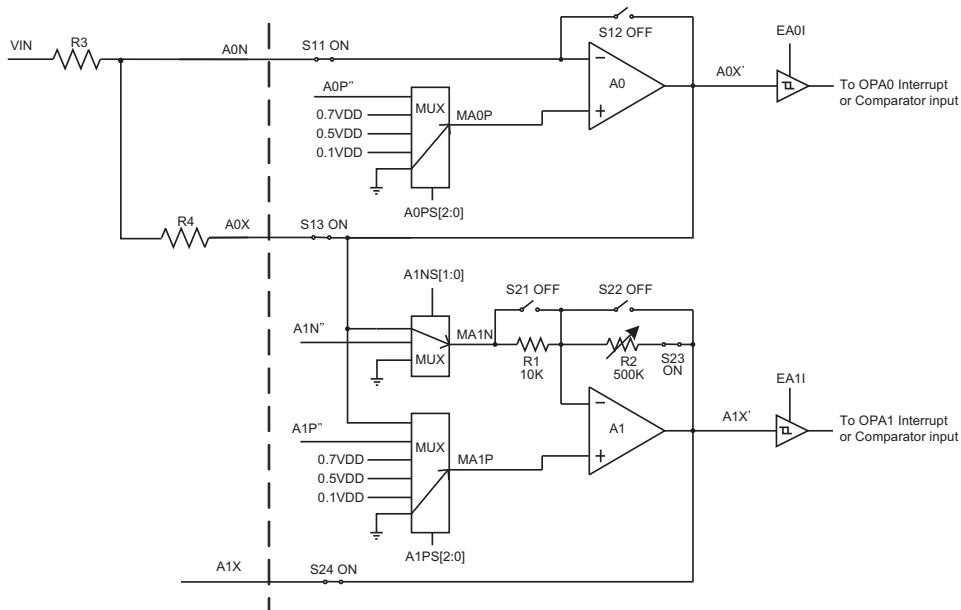 VIN
R3
A0N
S11 ON
S12 OFF
EA0I
A0P"
0.7VDD
0.5VDD
0.1VDD
MUX
MA0P
A0PS[2:0]
−
A0
+
A0X’
To OPA0 Interrupt
or Comparator input
R4
A0X
S13 ON
A1NS[1:0]
A1N"
MUX
MA1N
S21 OFF
S22 OFF
R1
10K
R2
500K
S23
ON
EA1I
A1P"
0.7VDD
0.5VDD
0.1VDD
MUX
MA1P
A1PS[2:0]
−
A1
+
A1X’
To OPA1 Interrupt
or Comparator input
A1X
S24 ON